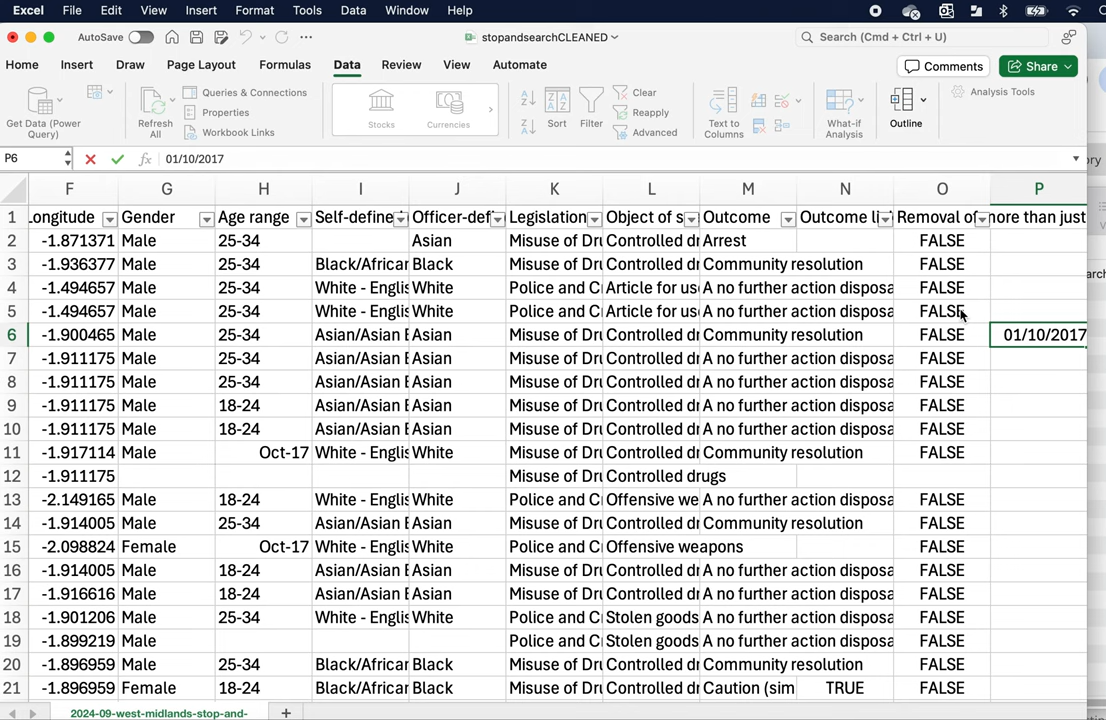 Excel File Edit View Insert Format Tools Data Window Help
AutoSave stopandsearchCLEANED Search (Cmd + Ctrl + U)
Home Insert Draw Page Layout Formulas Data Review View Automate Comments Share
Get Data (Power Query) Refresh All Queries & Connections Properties Workbook Links Stocks Currencies Sort Filter Clear Reapply Advanced Text to Columns What-if Analysis Outline Analysis Tools
P6 fx 01/10/2017
F G H I J K L M N O P
1 Longitude Gender Age range Self-define Officer-defi Legislation Object of s Outcome Outcome li Removal of more than just
2 -1.871371 Male 25-34 Asian Misuse of Dru Controlled dr Arrest FALSE
3 -1.936377 Male 25-34 Black/African Black Misuse of Dru Controlled dr Community resolution FALSE
4 -1.494657 Male 25-34 White - Englis White Police and C Article for us A no further action disposa FALSE
5 -1.494657 Male 25-34 White - Englis White Police and C Article for us A no further action disposa FALSE
6 -1.900465 Male 25-34 Asian/Asian B Asian Misuse of Dru Controlled dr Community resolution FALSE 01/10/2017
7 -1.911175 Male 25-34 Asian/Asian B Asian Misuse of Dru Controlled dr A no further action disposa FALSE
8 -1.911175 Male 25-34 Asian/Asian B Asian Misuse of Dru Controlled dr A no further action disposa FALSE
9 -1.911175 Male 18-24 Asian/Asian B Asian Misuse of Dru Controlled dr A no further action disposa FALSE
10 -1.911175 Male 18-24 Asian/Asian B Asian Misuse of Dru Controlled dr A no further action disposa FALSE
11 -1.917114 Male Oct-17 White - Englis White Misuse of Dru Controlled dr Community resolution FALSE
12 -1.911175 Misuse of Dru Controlled drugs
13 -2.149165 Male 18-24 White - Englis White Police and C Offensive we A no further action disposa FALSE
14 -1.914005 Male 25-34 Asian/Asian B Asian Misuse of Dru Controlled dr Community resolution FALSE
15 -2.098824 Female Oct-17 White - Englis White Police and C Offensive weapons FALSE
16 -1.914005 Male 18-24 Asian/Asian B Asian Misuse of Dru Controlled dr A no further action disposa FALSE
17 -1.916616 Male 18-24 Asian/Asian B Asian Misuse of Dru Controlled dr A no further action disposa FALSE
18 -1.901206 Male 25-34 White - Englis White Police and C Stolen goods A no further action disposa FALSE
19 -1.899219 Male Police and C Stolen goods A no further action disposa FALSE
20 -1.896959 Male 25-34 Black/African Black Misuse of Dru Controlled dr Community resolution FALSE
21 -1.896959 Female 18-24 Black/African Black Misuse of Dru Controlled dr Caution (sim TRUE FALSE
2024-09-west-midlands-stop-and-